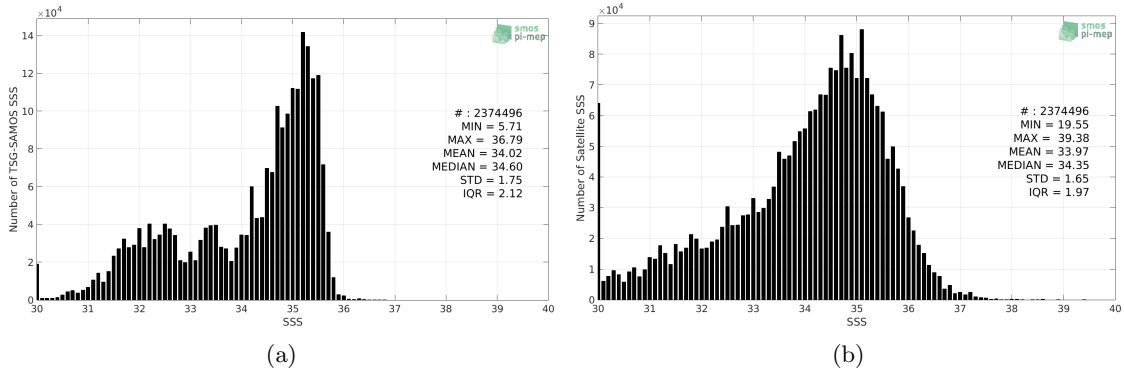 ×10⁴
14
12
10
8
6
4
2
0
30 31 32 33 34 35 36 37 38 39 40
SSS
Number of TSG-SAMOS SSS
smos
pi-mep
# : 2374496
MIN = 5.71
MAX = 36.79
MEAN = 34.02
MEDIAN = 34.60
STD = 1.75
IQR = 2.12
(a)
×10⁴
9
8
7
6
5
4
3
2
1
0
30 31 32 33 34 35 36 37 38 39 40
SSS
Number of Satellite SSS
smos
pi-mep
# : 2374496
MIN = 19.55
MAX = 39.38
MEAN = 33.97
MEDIAN = 34.35
STD = 1.65
IQR = 1.97
(b)